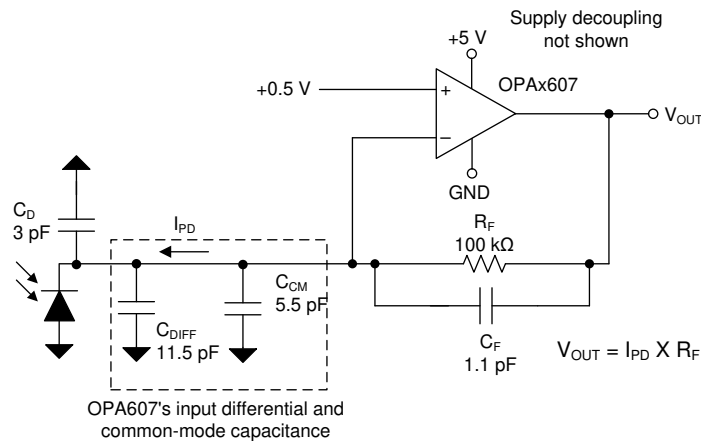 Supply decoupling
not shown
+5 V
OPAx607
+0.5 V
+
−
V_OUT
GND
C_D
3 pF
I_PD
R_F
100 kΩ
C_CM
5.5 pF
C_DIFF
11.5 pF
C_F
1.1 pF
V_OUT = I_PD X R_F
OPA607's input differential and
common-mode capacitance